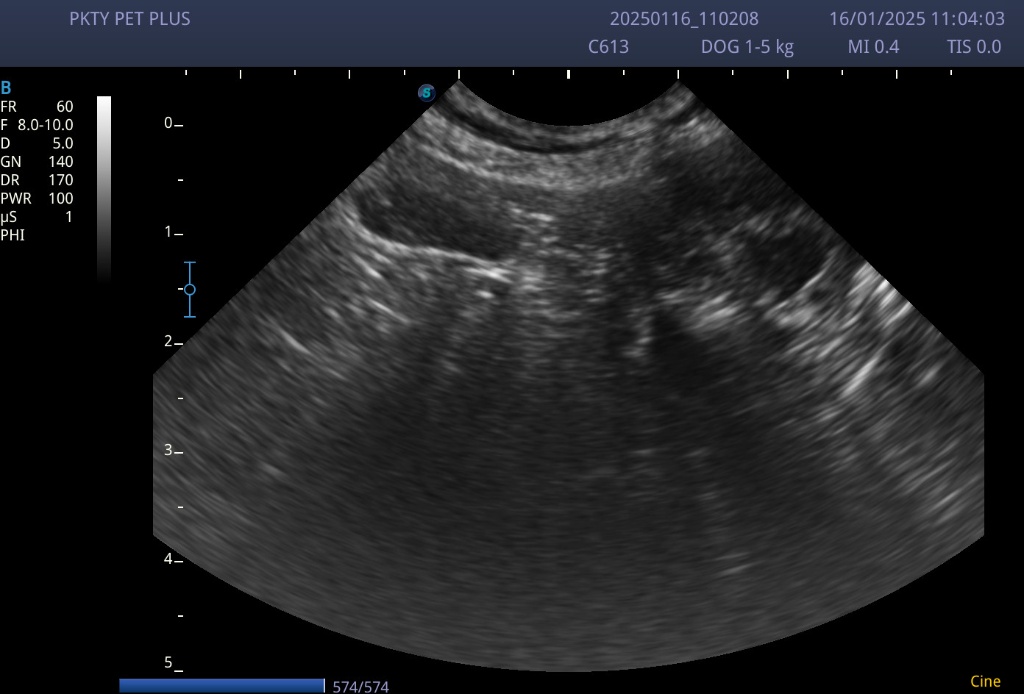 PKTY PET PLUS
20250116_110208
16/01/2025 11:04:03
C613
DOG 1-5 kg
MI 0.4
TIS 0.0
B
FR 60
F 8.0-10.0
D 5.0
GN 140
DR 170
PWR 100
µS 1
PHI
S
0
1
2
3
4
5
574/574
Cine